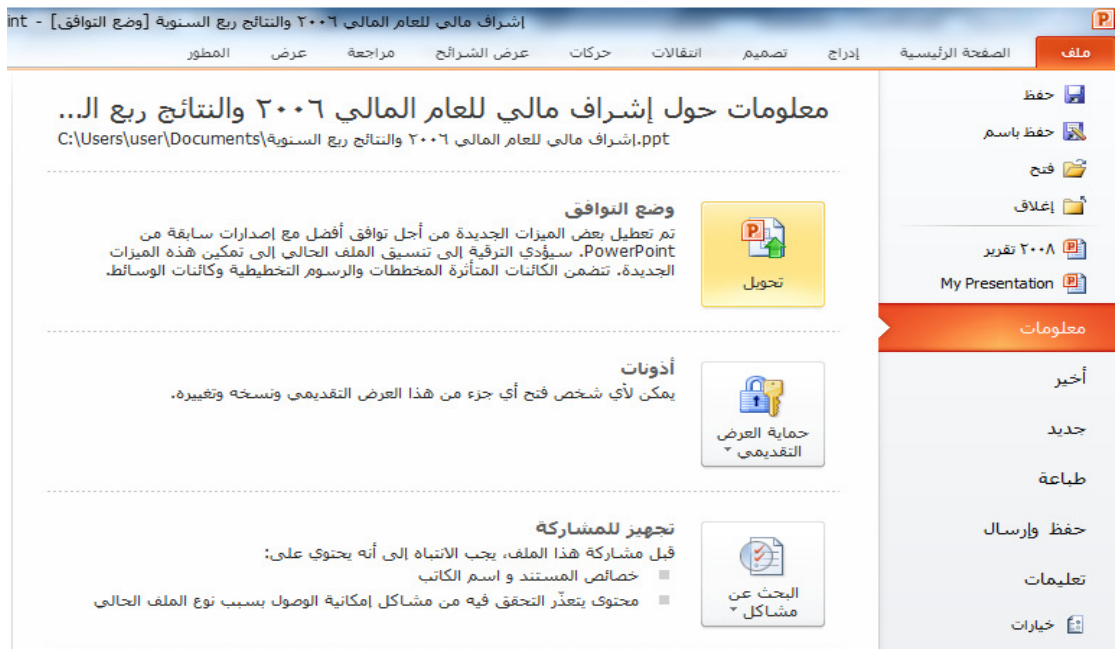 إشراف مالي للعام المالي ٢٠٠٦ والنتائج ربع السنوية [وضع التوافق] - int
ملف الصفحة الرئيسية إدراج تصميم انتقالات حركات عرض الشرائح مراجعة عرض المطور
حفظ
حفظ باسم
فتح
إغلاق
٢٠٠٨ تقرير
My Presentation
معلومات
أخير
جديد
طباعة
حفظ وإرسال
تعليمات
خيارات
معلومات حول إشراف مالي للعام المالي ٢٠٠٦ والنتائج ربع الـ...
C:\Users\user\Documents\إشراف مالي للعام المالي ٢٠٠٦ والنتائج ربع السنوية.ppt
وضع التوافق
تم تعطيل بعض الميزات الجديدة من أجل توافق أفضل مع إصدارات سابقة من
PowerPoint. سيؤدي الترقية إلى تنسيق الملف الحالي إلى تمكين هذه الميزات
الجديدة. تتضمن الكائنات المتأثرة المخططات والرسوم التخطيطية وكائنات الوسائط.
تحويل
أذونات
يمكن لأي شخص فتح أي جزء من هذا العرض التقديمي ونسخه وتغييره.
حماية العرض
التقديمي
تجهيز للمشاركة
قبل مشاركة هذا الملف، يجب الانتباه إلى أنه يحتوي على:
خصائص المستند و اسم الكاتب
محتوى يتعذّر التحقق فيه من مشاكل إمكانية الوصول بسبب نوع الملف الحالي
البحث عن
مشاكل